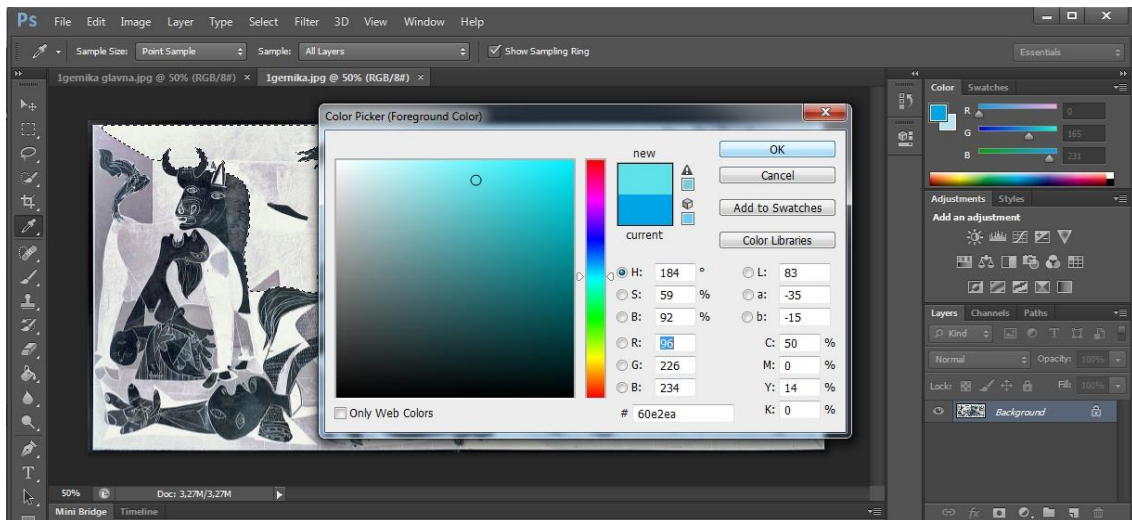 Ps File Edit Image Layer Type Select Filter 3D View Window Help
Sample Size: Point Sample Sample: All Layers Show Sampling Ring Essentials
1gernika glavna.jpg @ 50% (RGB/8#) × 1gernika.jpg @ 50% (RGB/8#) ×
Color Picker (Foreground Color)
new
current
OK
Cancel
Add to Swatches
Color Libraries
H: 184 °
S: 59 %
B: 92 %
R: 96
G: 226
B: 234
# 60e2ea
L: 83
a: -35
b: -15
C: 50 %
M: 0 %
Y: 14 %
K: 0 %
Only Web Colors
Color Swatches
R 0
G 165
B 231
Adjustments Styles
Add an adjustment
Layers Channels Paths
Kind
Normal Opacity: 100%
Lock: Fill: 100%
Background
50% Doc: 3,27M/3,27M
Mini Bridge Timeline